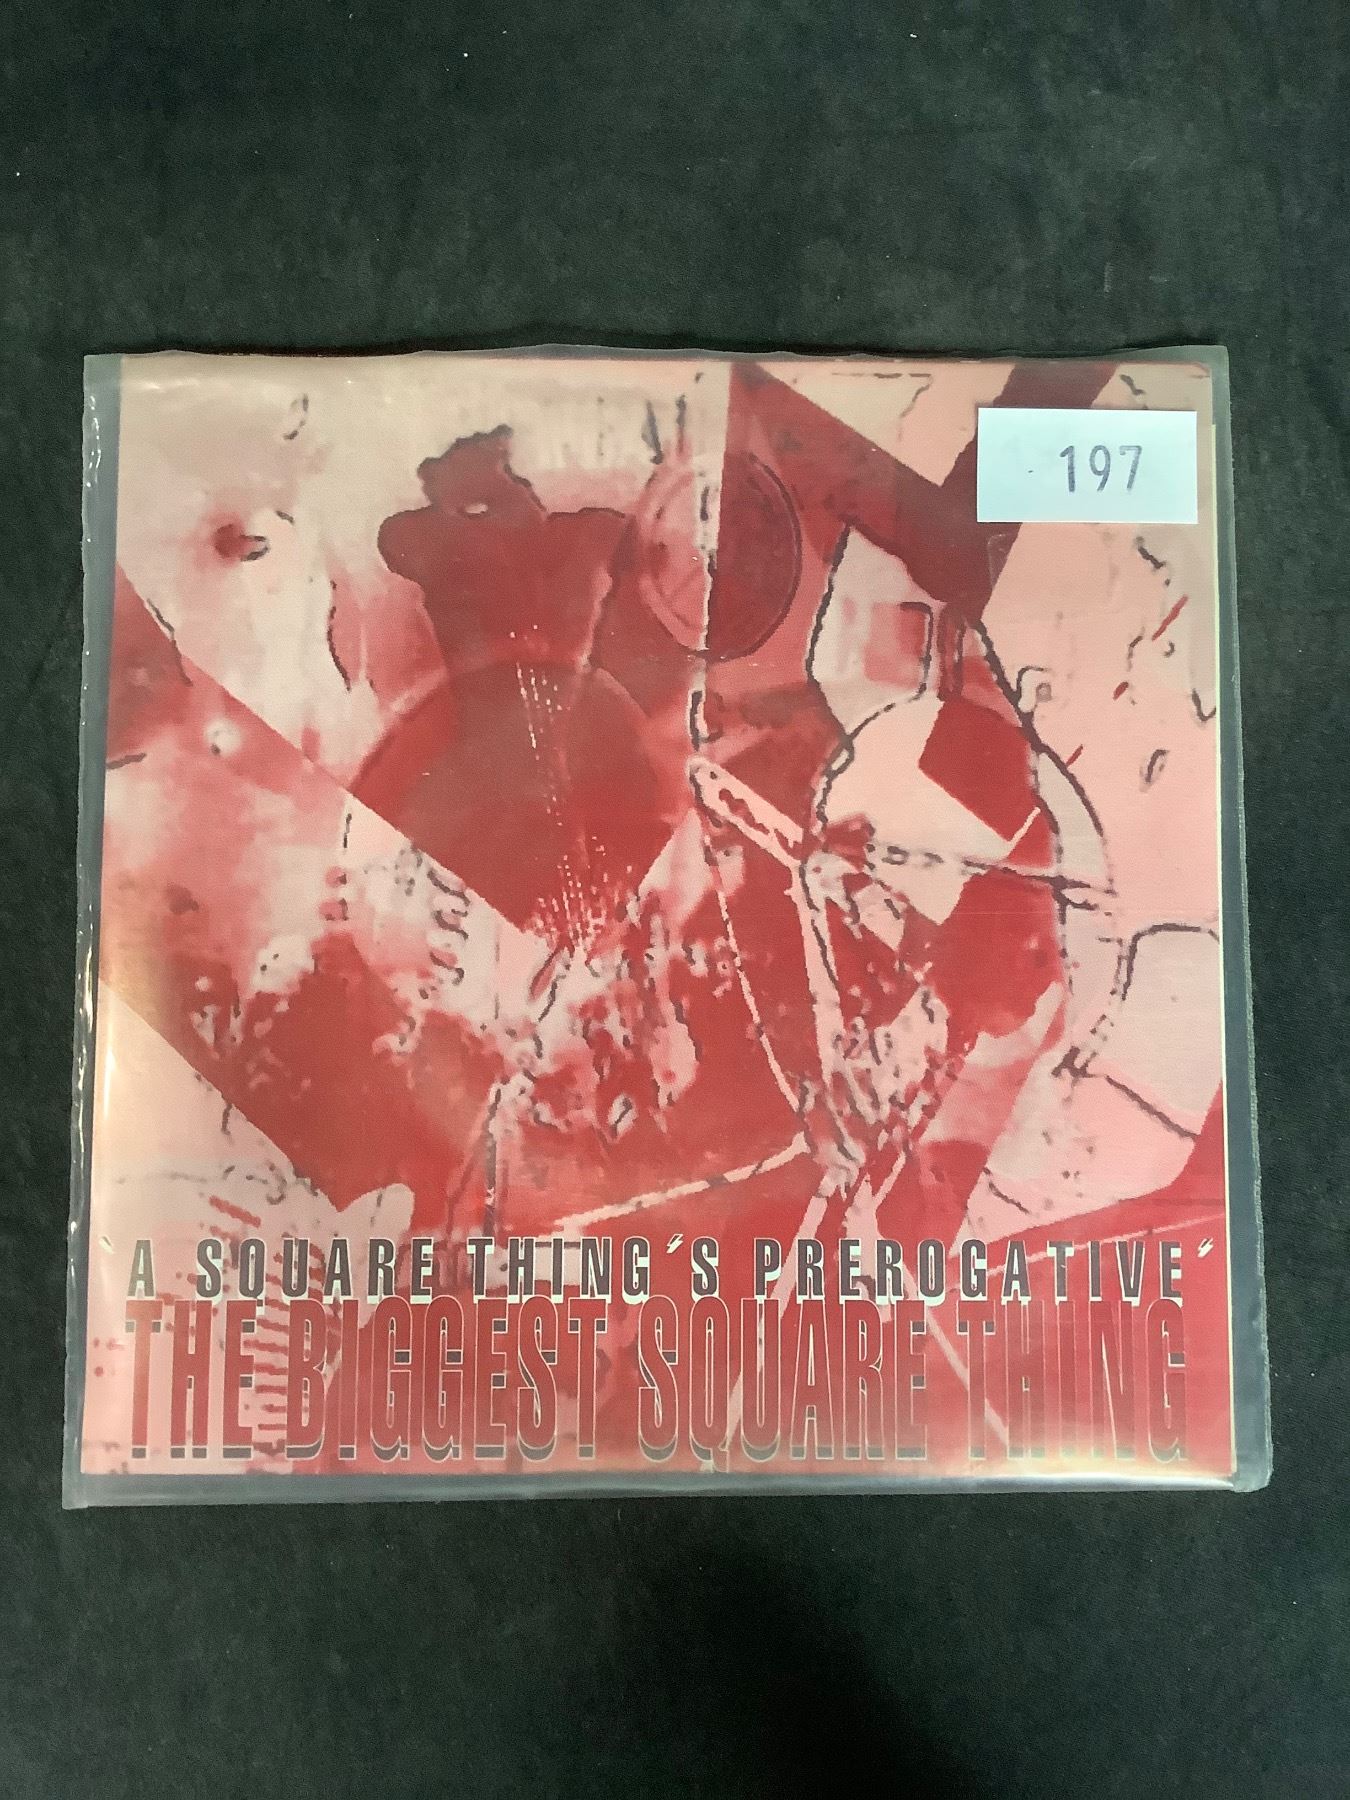 197
"A SQUARE THING'S PREROGATIVE"
THE BIGGEST SQUARE THING